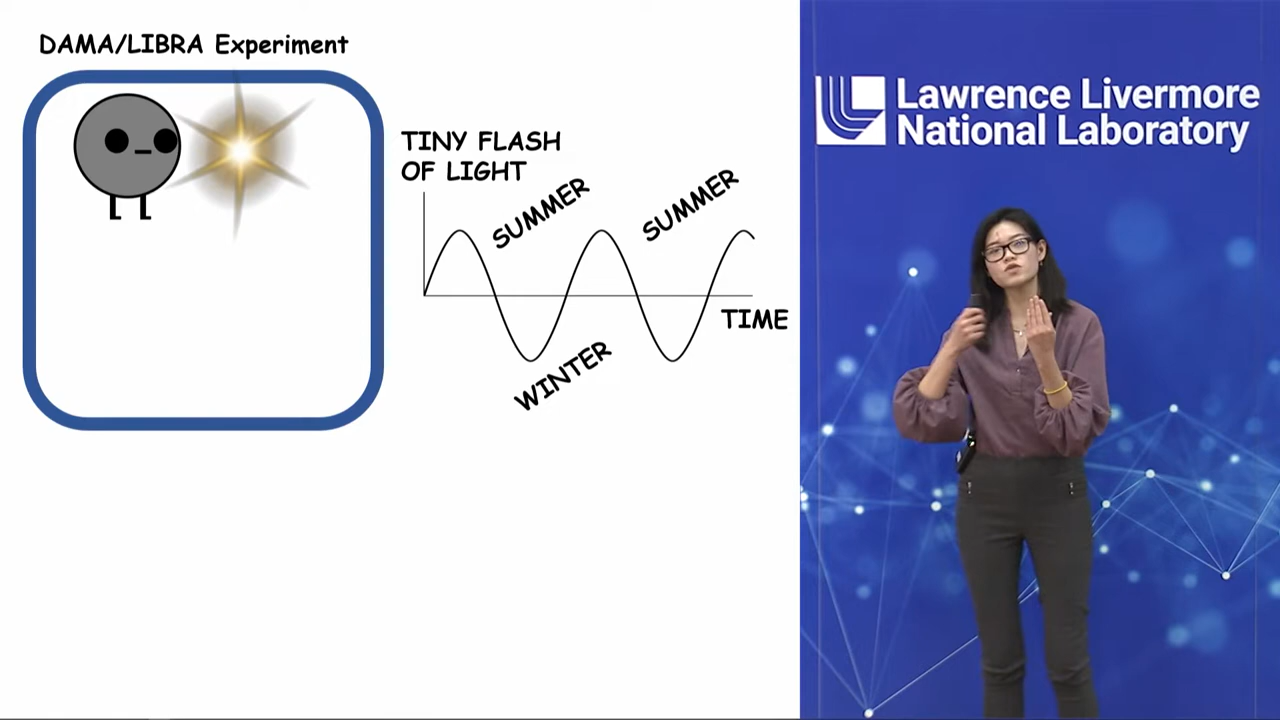 DAMA/LIBRA Experiment
TINY FLASH
OF LIGHT
SUMMER
SUMMER
WINTER
TIME
Lawrence Livermore
National Laboratory